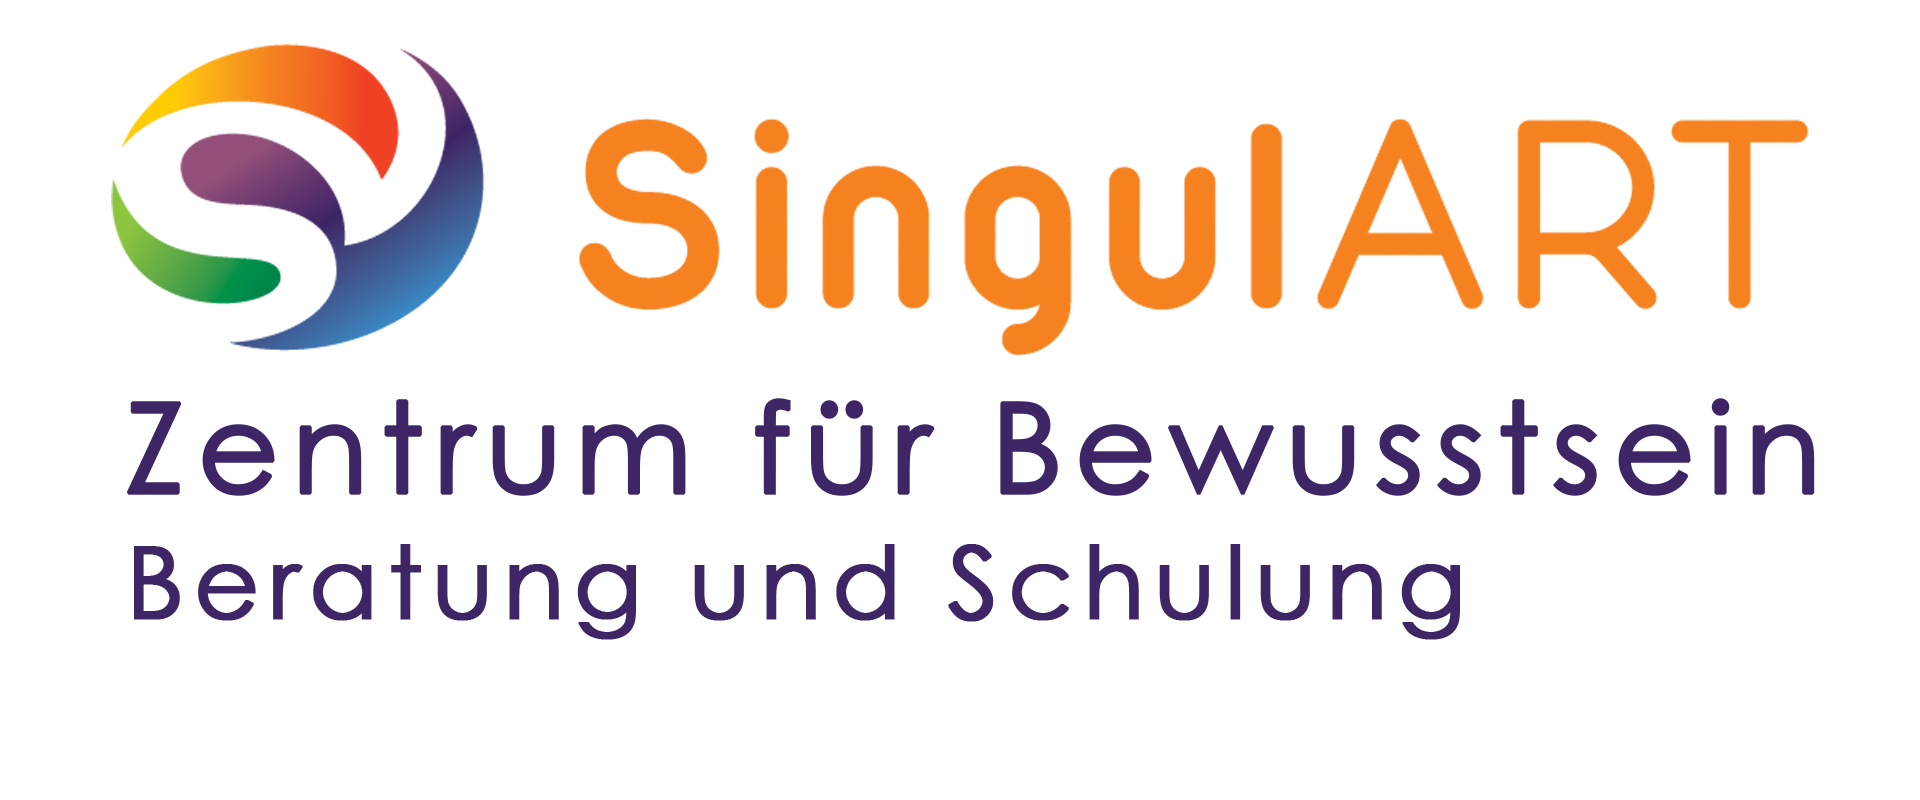 SingulART
Zentrum für Bewusstsein
Beratung und Schulung